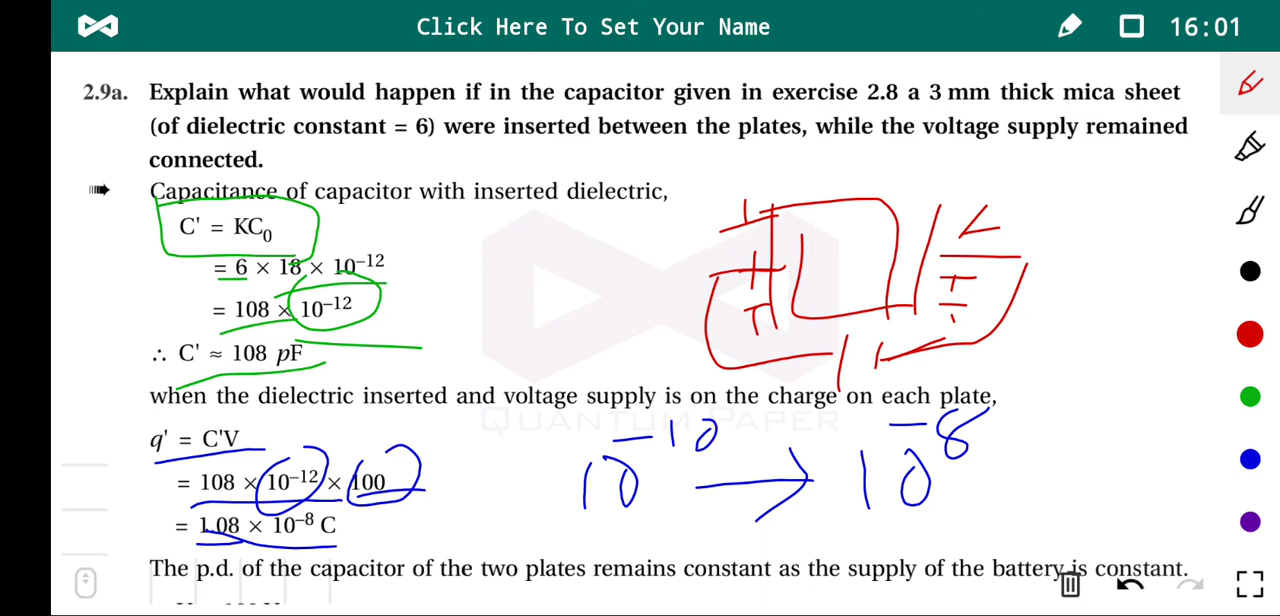 Click Here To Set Your Name
16:01
2.9a. Explain what would happen if in the capacitor given in exercise 2.8 a 3 mm thick mica sheet
(of dielectric constant = 6) were inserted between the plates, while the voltage supply remained
connected.
Capacitance of capacitor with inserted dielectric,
C' = KC₀
= 6 × 18 × 10⁻¹²
= 108 × 10⁻¹²
∴ C' ≈ 108 pF
when the dielectric inserted and voltage supply is on the charge on each plate,
q' = C'V
= 108 × 10⁻¹² × 100
= 1.08 × 10⁻⁸ C
10⁻¹⁰ → 10⁻⁸
QUANTUM PAPER
The p.d. of the capacitor of the two plates remains constant as the supply of the battery is constant.